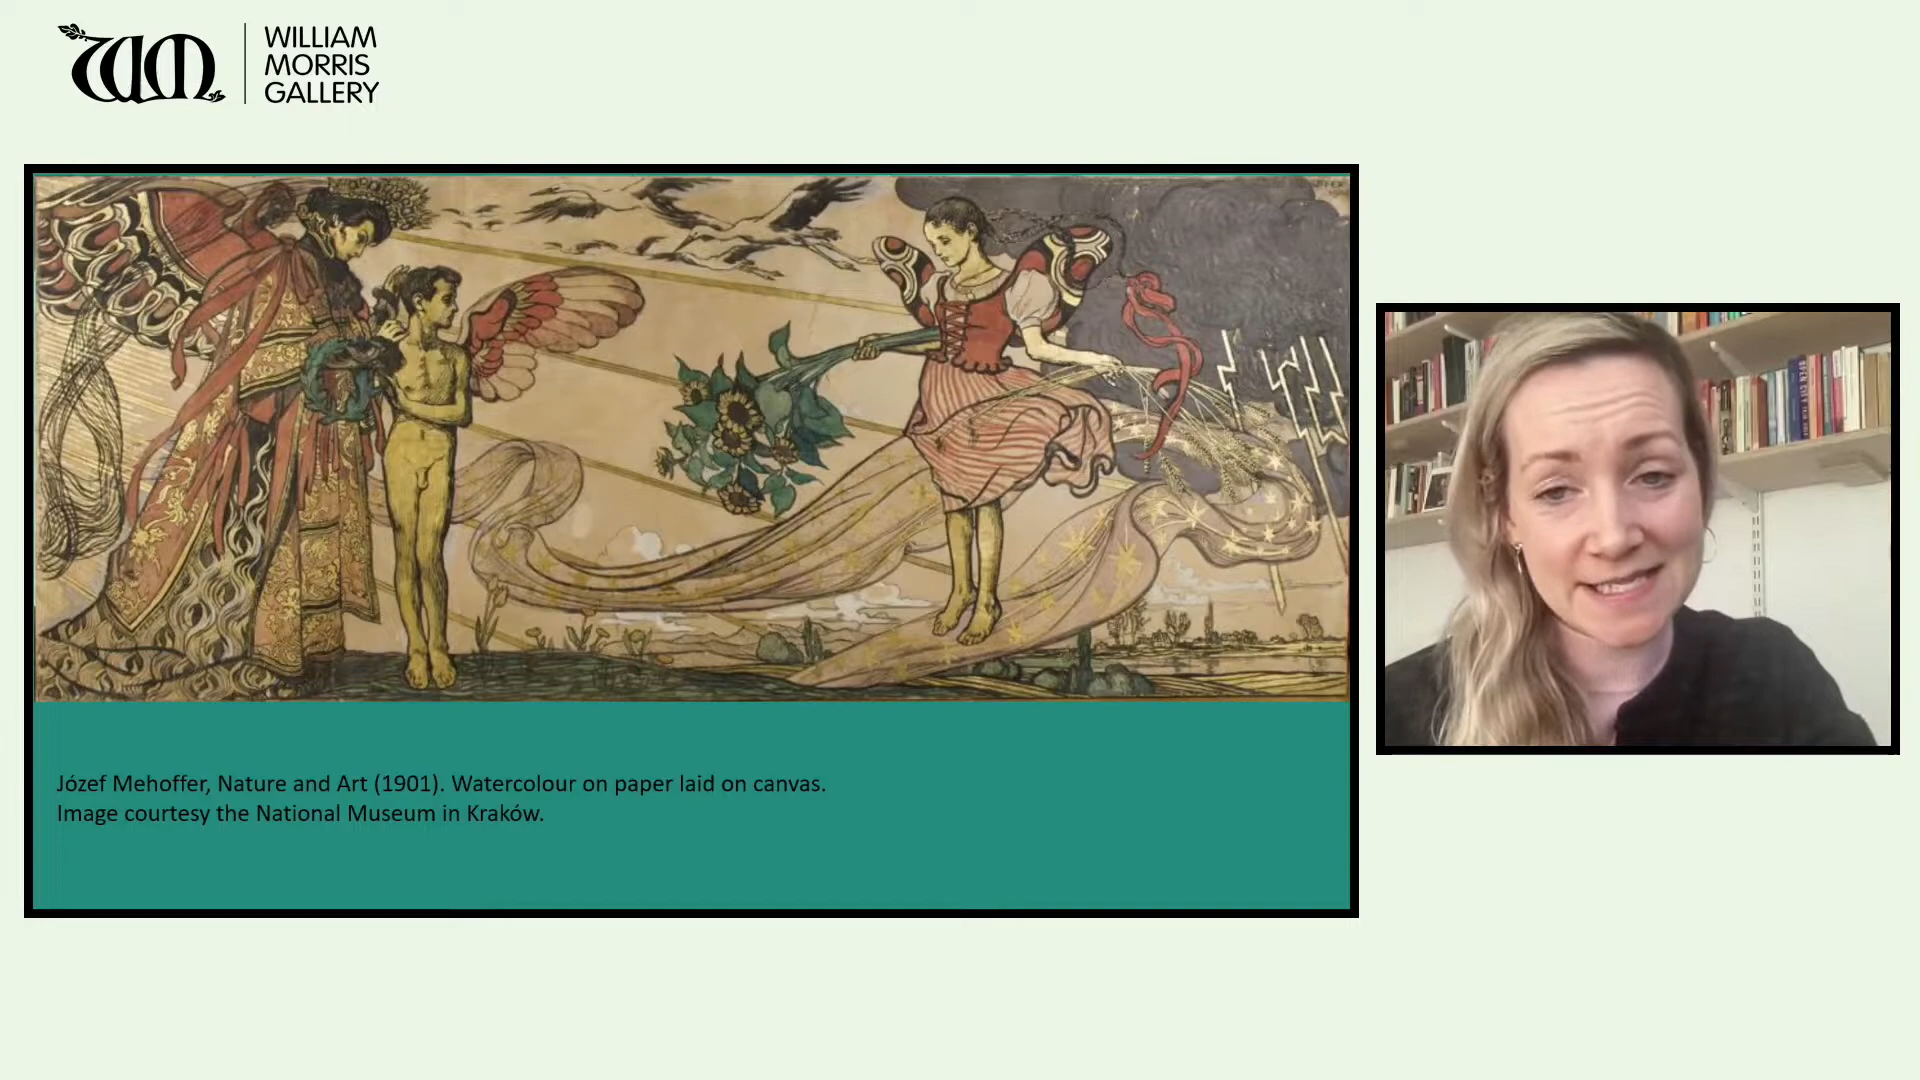 WILLIAM
MORRIS
GALLERY
Józef Mehoffer, Nature and Art (1901). Watercolour on paper laid on canvas.
Image courtesy the National Museum in Kraków.